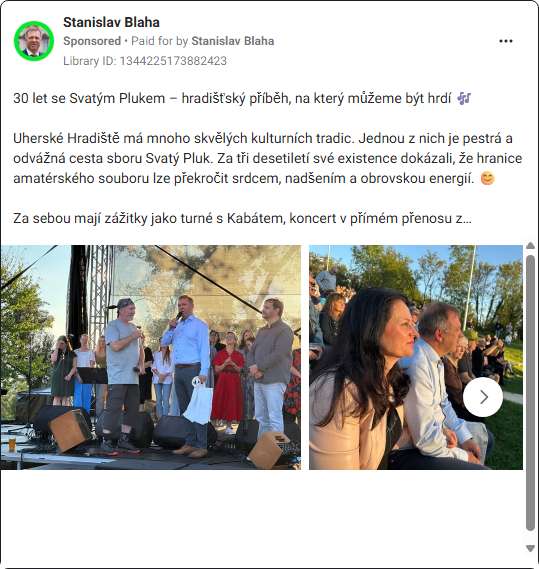 Stanislav Blaha
Sponsored • Paid for by Stanislav Blaha
Library ID: 1344225173882423
30 let se Svatým Plukem – hradišťský příběh, na který můžeme být hrdí 🎶
Uherské Hradiště má mnoho skvělých kulturních tradic. Jednou z nich je pestrá a
odvážná cesta sboru Svatý Pluk. Za tři desetiletí své existence dokázali, že hranice
amatérského souboru lze překročit srdcem, nadšením a obrovskou energií. 😊
Za sebou mají zážitky jako turné s Kabátem, koncert v přímém přenosu z...